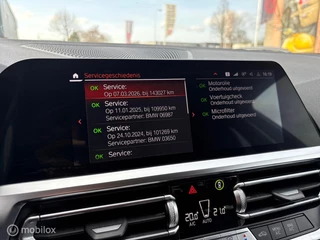 Servicegeschiedenis
OK Service:
Op 07.03.2026, bij 143027 km
OK Service:
Op 11.01.2025, bij 109950 km
Servicepartner: BMW 06987
OK Service:
Op 24.10.2024, bij 101269 km
Servicepartner: BMW 03650
OK Service:
OK Motorolie
Onderhoud uitgevoerd
OK Voertuigcheck
Onderhoud uitgevoerd
OK Microfilter
Onderhoud uitgevoerd
A/C
AUTO
Marktplaats